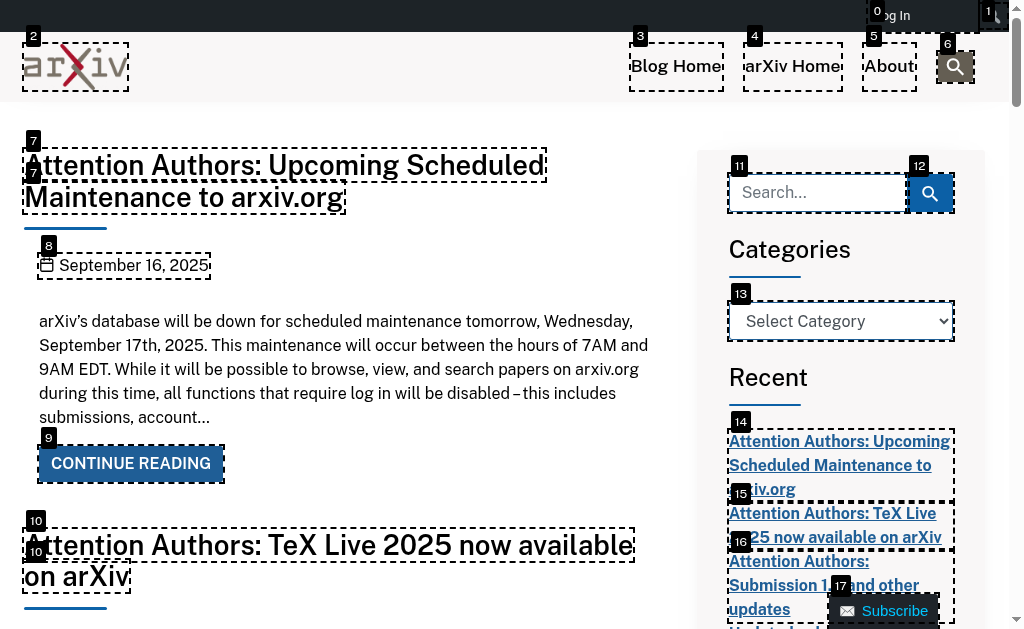 Log In
arXiv
Blog Home
arXiv Home
About
Attention Authors: Upcoming Scheduled
Maintenance to arxiv.org
September 16, 2025
arXiv's database will be down for scheduled maintenance tomorrow, Wednesday,
September 17th, 2025. This maintenance will occur between the hours of 7AM and
9AM EDT. While it will be possible to browse, view, and search papers on arxiv.org
during this time, all functions that require log in will be disabled – this includes
submissions, account...
CONTINUE READING
Attention Authors: TeX Live 2025 now available
on arXiv
Search...
Categories
Select Category
Recent
Attention Authors: Upcoming
Scheduled Maintenance to
arxiv.org
Attention Authors: TeX Live
2025 now available on arXiv
Attention Authors:
Submission 1. and other
updates
Subscribe
0
1
2
3
4
5
6
7
7
8
9
10
10
11
12
13
14
15
16
17